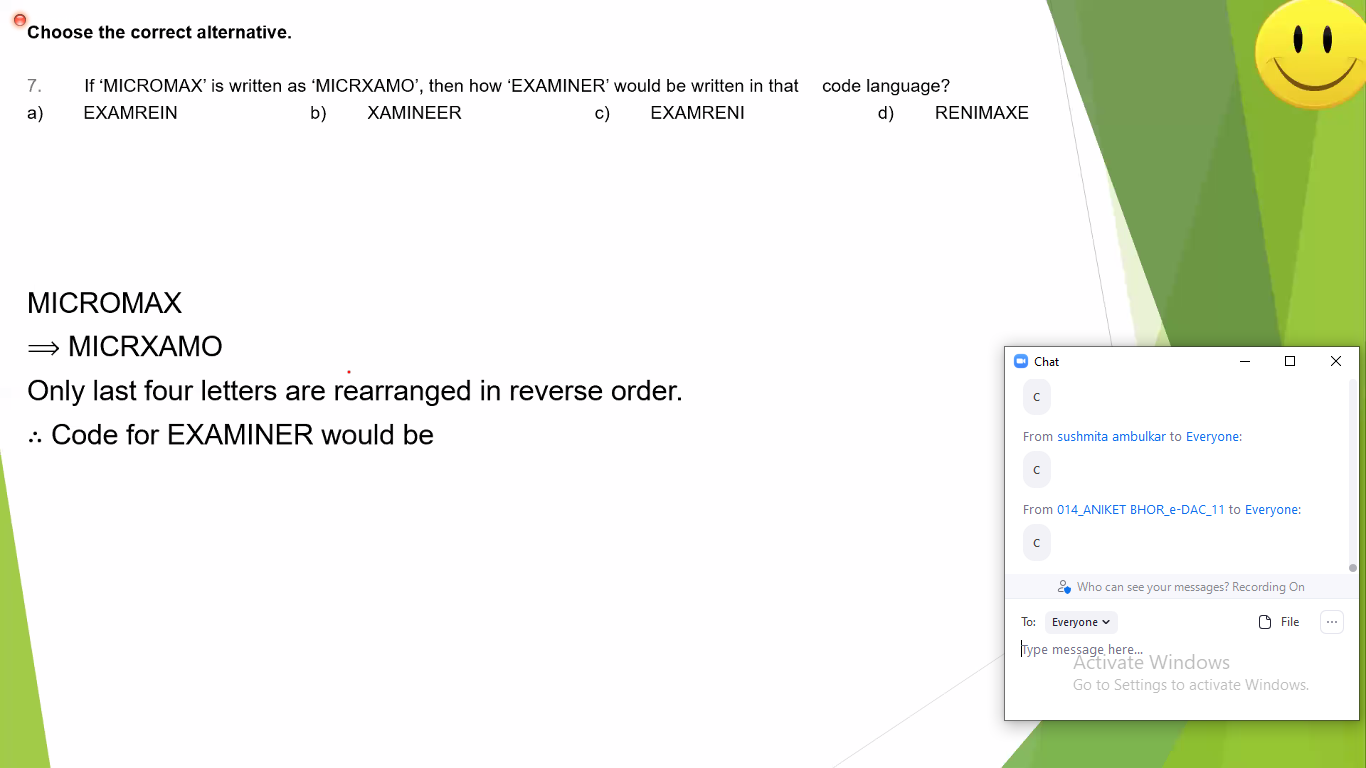 Choose the correct alternative.
7. If ‘MICROMAX’ is written as ‘MICRXAMO’, then how ‘EXAMINER’ would be written in that code language?
a) EXAMREIN b) XAMINEER c) EXAMRENI d) RENIMAXE
MICROMAX
⟹ MICRXAMO
Only last four letters are rearranged in reverse order.
∴ Code for EXAMINER would be
Chat
C
From sushmita ambulkar to Everyone:
C
From 014_ANIKET BHOR_e-DAC_11 to Everyone:
C
Who can see your messages? Recording On
To: Everyone File
Type message here...
Activate Windows
Go to Settings to activate Windows.